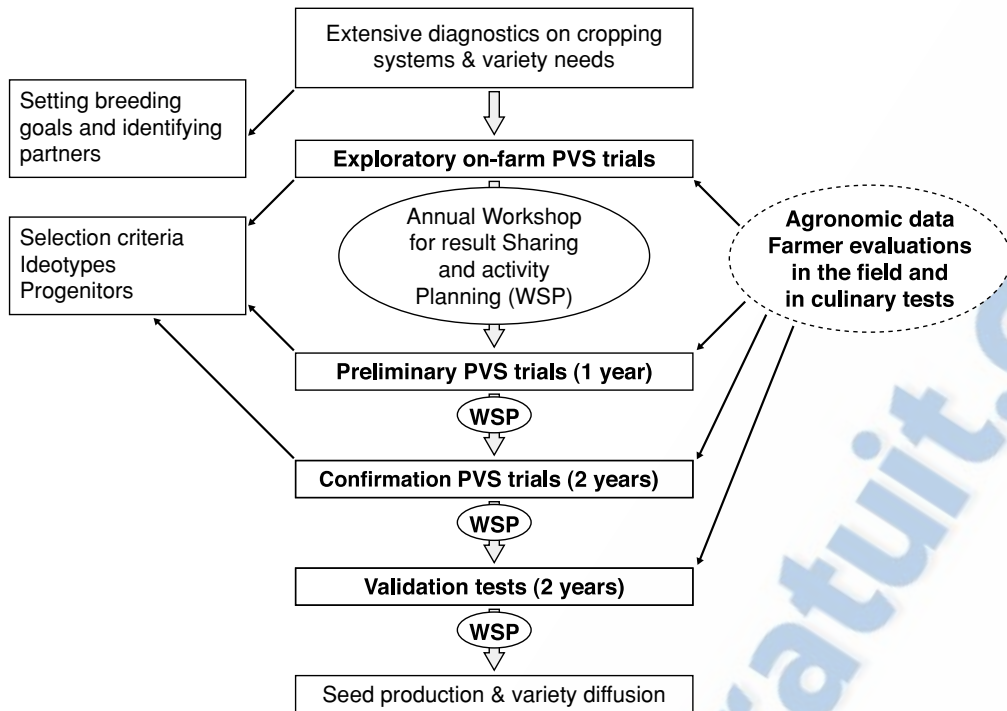 Extensive diagnostics on cropping
systems & variety needs
Setting breeding
goals and identifying
partners
Exploratory on-farm PVS trials
Annual Workshop
for result Sharing
and activity
Planning (WSP)
Selection criteria
Ideotypes
Progenitors
Agronomic data
Farmer evaluations
in the field and
in culinary tests
Preliminary PVS trials (1 year)
WSP
Confirmation PVS trials (2 years)
WSP
Validation tests (2 years)
WSP
Seed production & variety diffusion